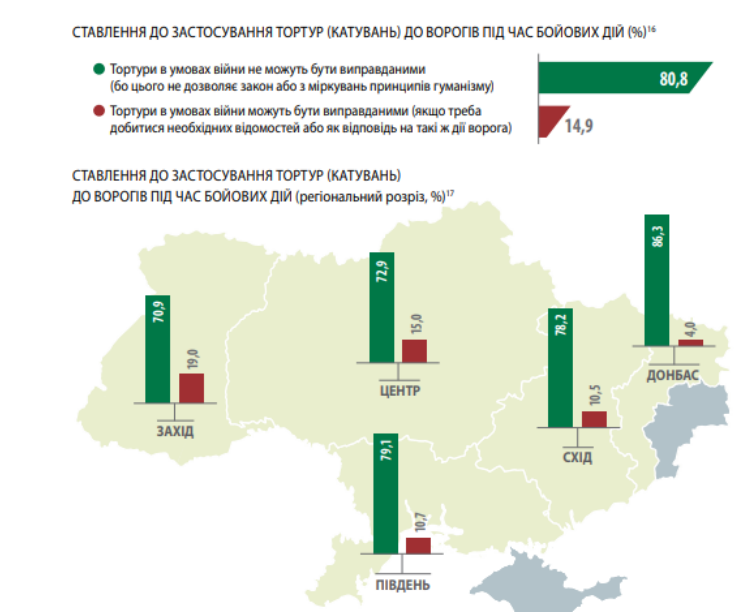 СТАВЛЕННЯ ДО ЗАСТОСУВАННЯ ТОРТУР (КАТУВАНЬ) ДО ВОРОГІВ ПІД ЧАС БОЙОВИХ ДІЙ (%)¹⁶
Тортури в умовах війни не можуть бути виправданими
(бо цього не дозволяє закон або з міркувань принципів гуманізму)
80,8
Тортури в умовах війни можуть бути виправданими (якщо треба
добитися необхідних відомостей або як відповідь на такі ж дії ворога)
14,9
СТАВЛЕННЯ ДО ЗАСТОСУВАННЯ ТОРТУР (КАТУВАНЬ)
ДО ВОРОГІВ ПІД ЧАС БОЙОВИХ ДІЙ (регіональний розріз, %)¹⁷
70,9
19,0
ЗАХІД
72,9
15,0
ЦЕНТР
78,2
10,5
СХІД
86,3
4,0
ДОНБАС
79,1
10,7
ПІВДЕНЬ